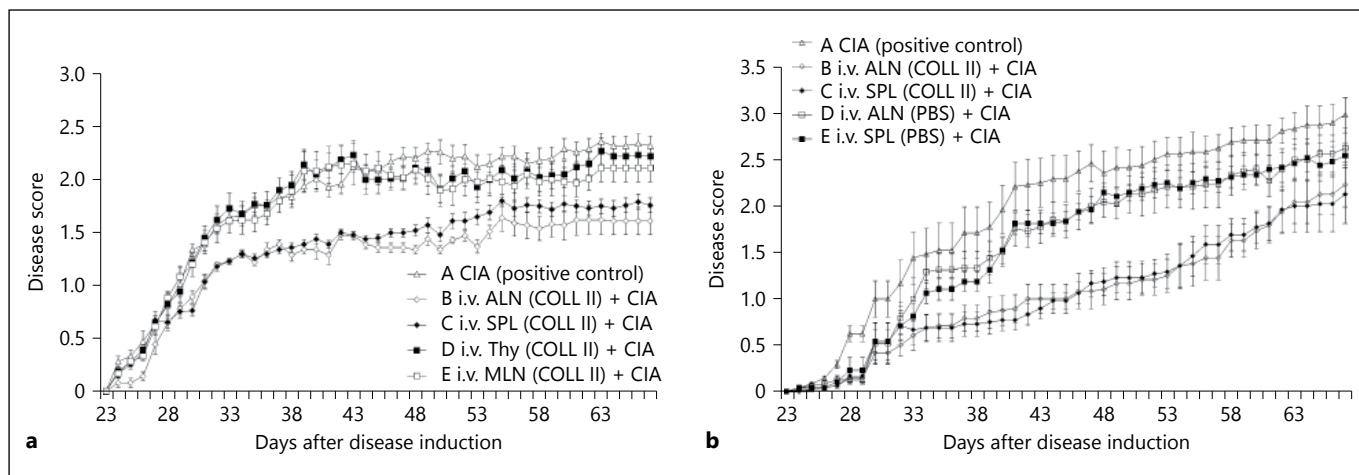 3.0
2.5
2.0
1.5
1.0
0.5
0
Disease score
23 28 33 38 43 48 53 58 63
Days after disease induction
A CIA (positive control)
B i.v. ALN (COLL II) + CIA
C i.v. SPL (COLL II) + CIA
D i.v. Thy (COLL II) + CIA
E i.v. MLN (COLL II) + CIA
a
A CIA (positive control)
B i.v. ALN (COLL II) + CIA
C i.v. SPL (COLL II) + CIA
D i.v. ALN (PBS) + CIA
E i.v. SPL (PBS) + CIA
3.5
3.0
2.5
2.0
1.5
1.0
0.5
0
Disease score
23 28 33 38 43 48 53 58 63
Days after disease induction
b